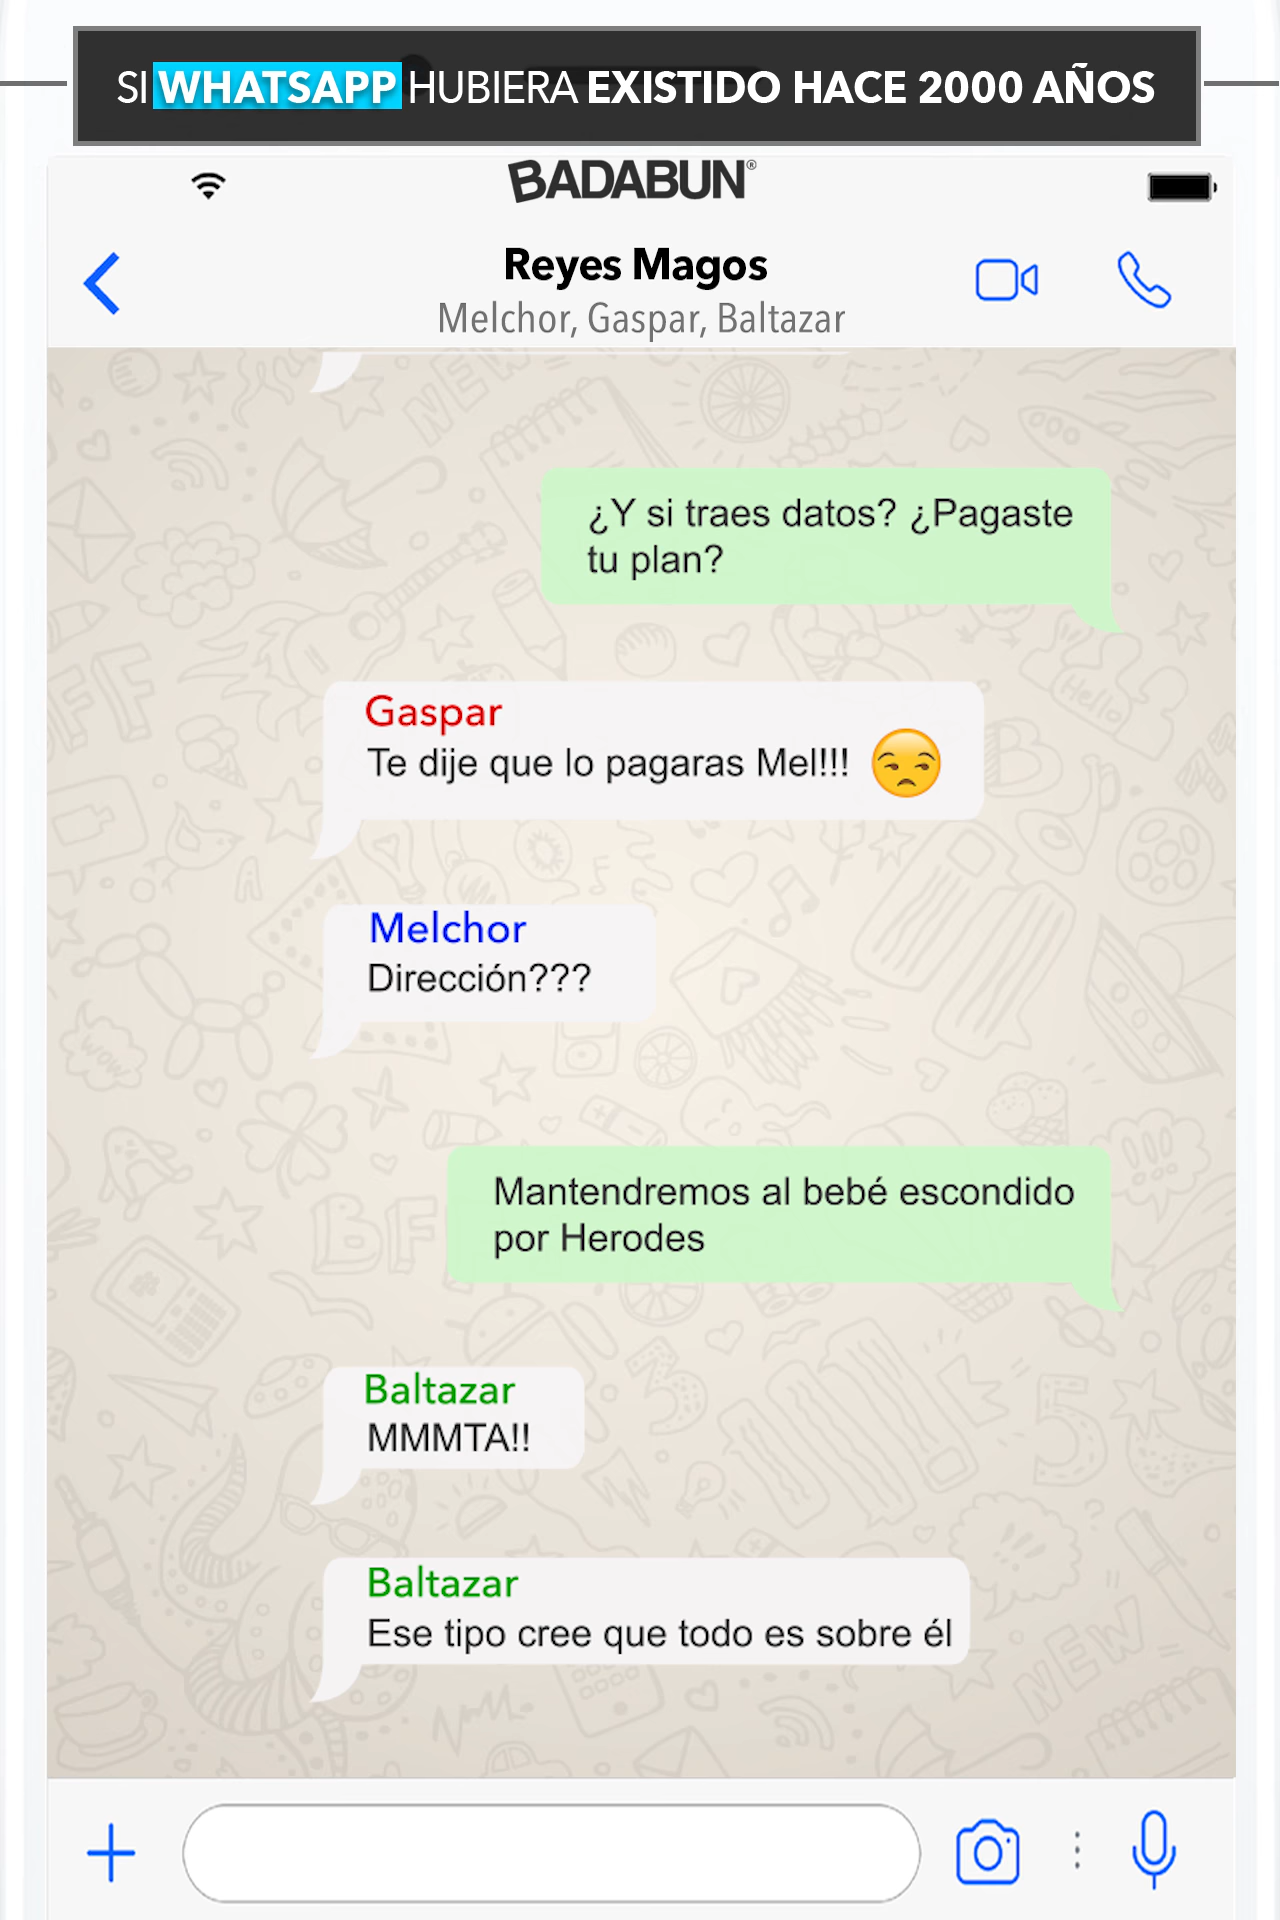 SI WHATSAPP HUBIERA EXISTIDO HACE 2000 AÑOS
BADABUN®
Reyes Magos
Melchor, Gaspar, Baltazar
¿Y si traes datos? ¿Pagaste
tu plan?
Gaspar
Te dije que lo pagaras Mel!!!
Melchor
Dirección???
Mantendremos al bebé escondido
por Herodes
Baltazar
MMMTA!!
Baltazar
Ese tipo cree que todo es sobre él